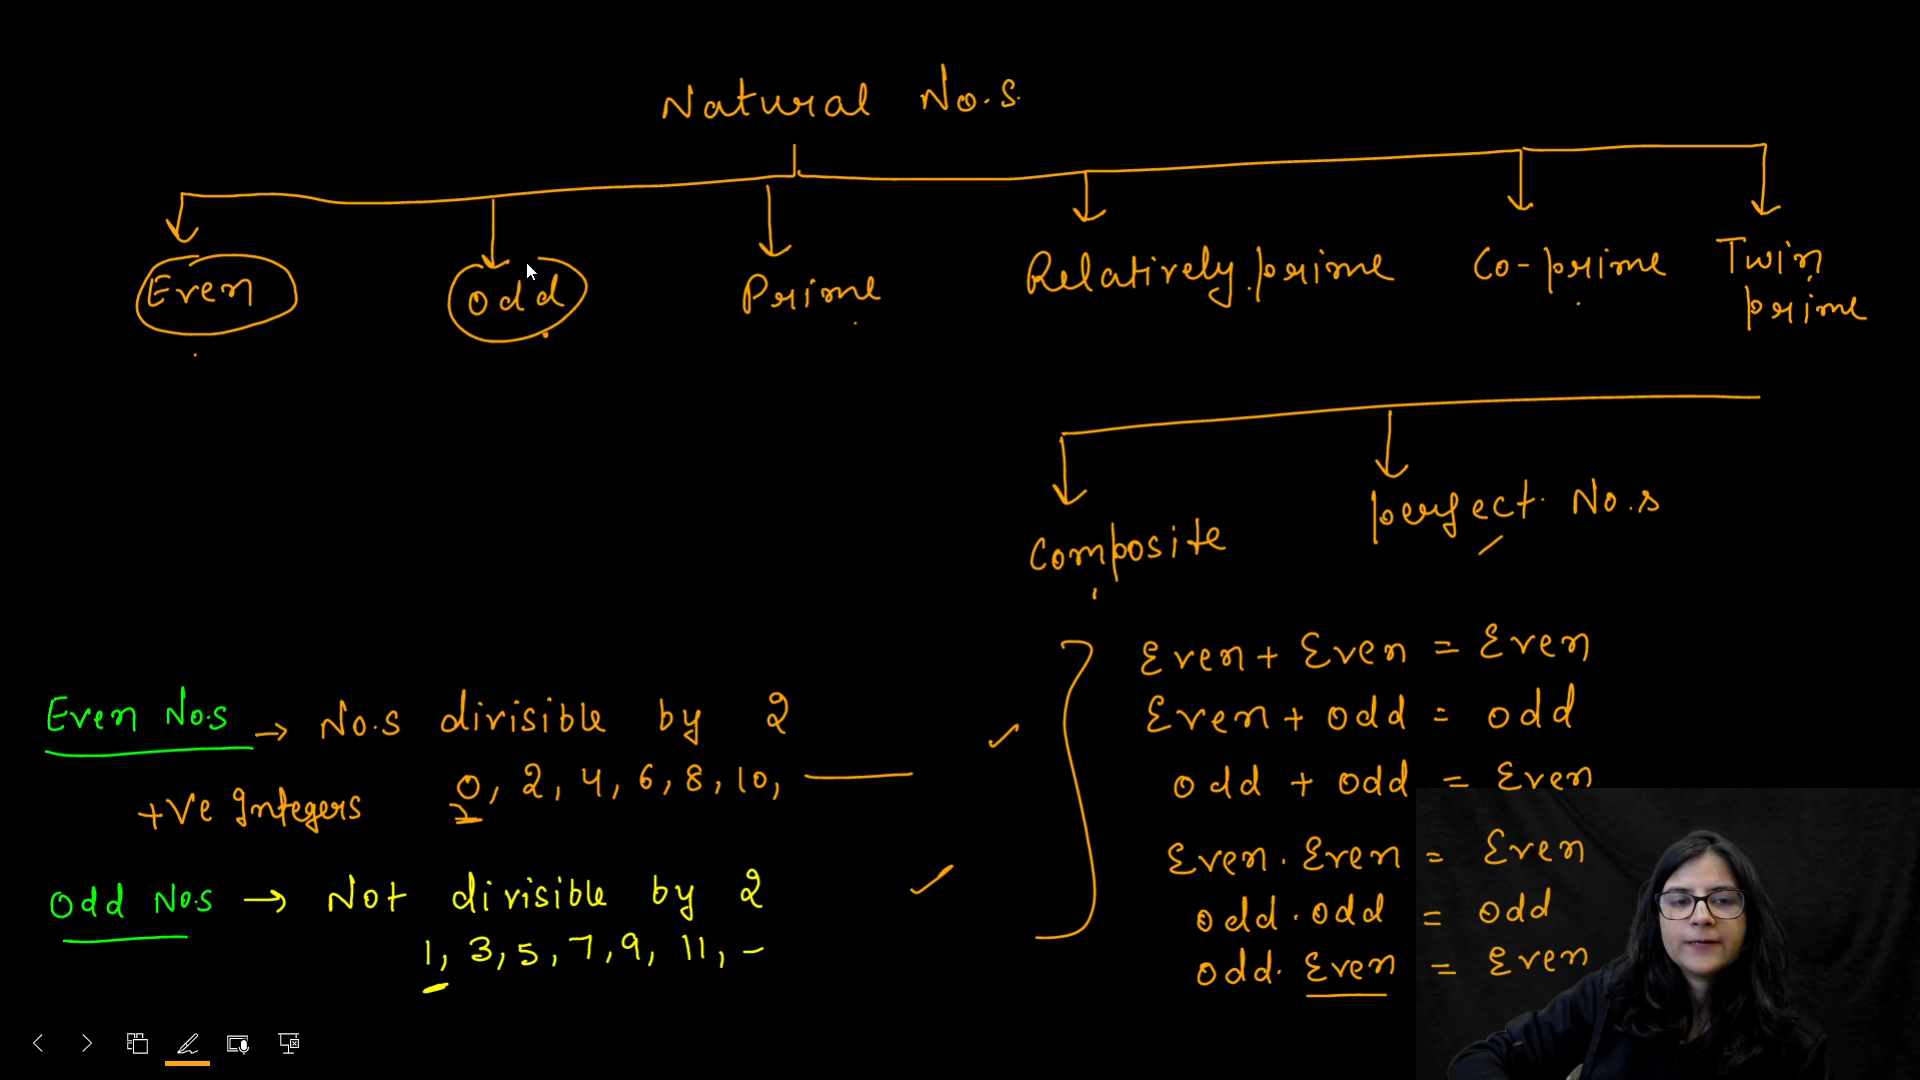 Natural No.s.
Even
odd
Prime
Relatively prime
Co-prime
Twin
prime
Composite
perfect No.s
Even + Even = Even
Even + odd = odd
odd + odd = Even
Even . Even = Even
odd . odd = odd
odd . Even = Even
Even No.s → No.s divisible by 2
+ve Integers 0, 2, 4, 6, 8, 10,
2
Odd No.s → Not divisible by 2
1, 3, 5, 7, 9, 11, -